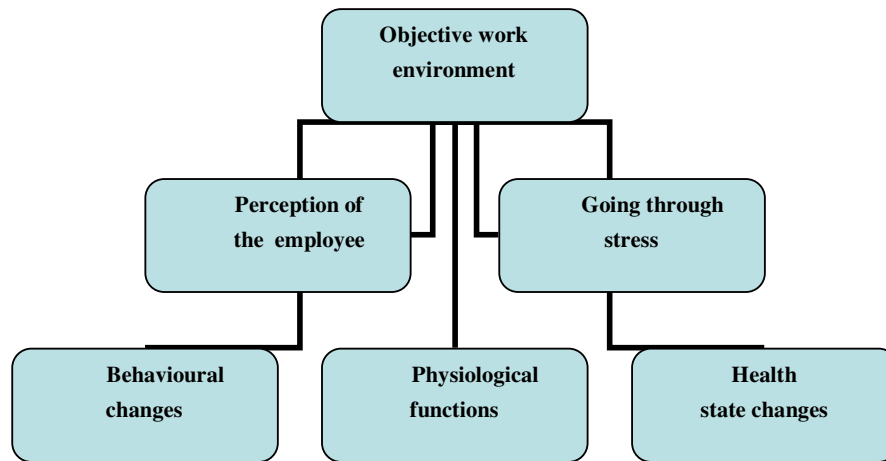 Objective work
environment
Perception of
the employee
Going through
stress
Behavioural
changes
Physiological
functions
Health
state changes